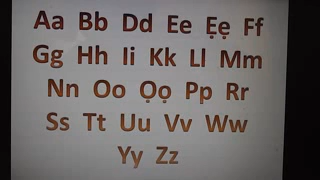 Aa Bb Dd Ee Ẹẹ Ff
Gg Hh Ii Kk Ll Mm
Nn Oo Ọọ Pp Rr
Ss Tt Uu Vv Ww
Yy Zz